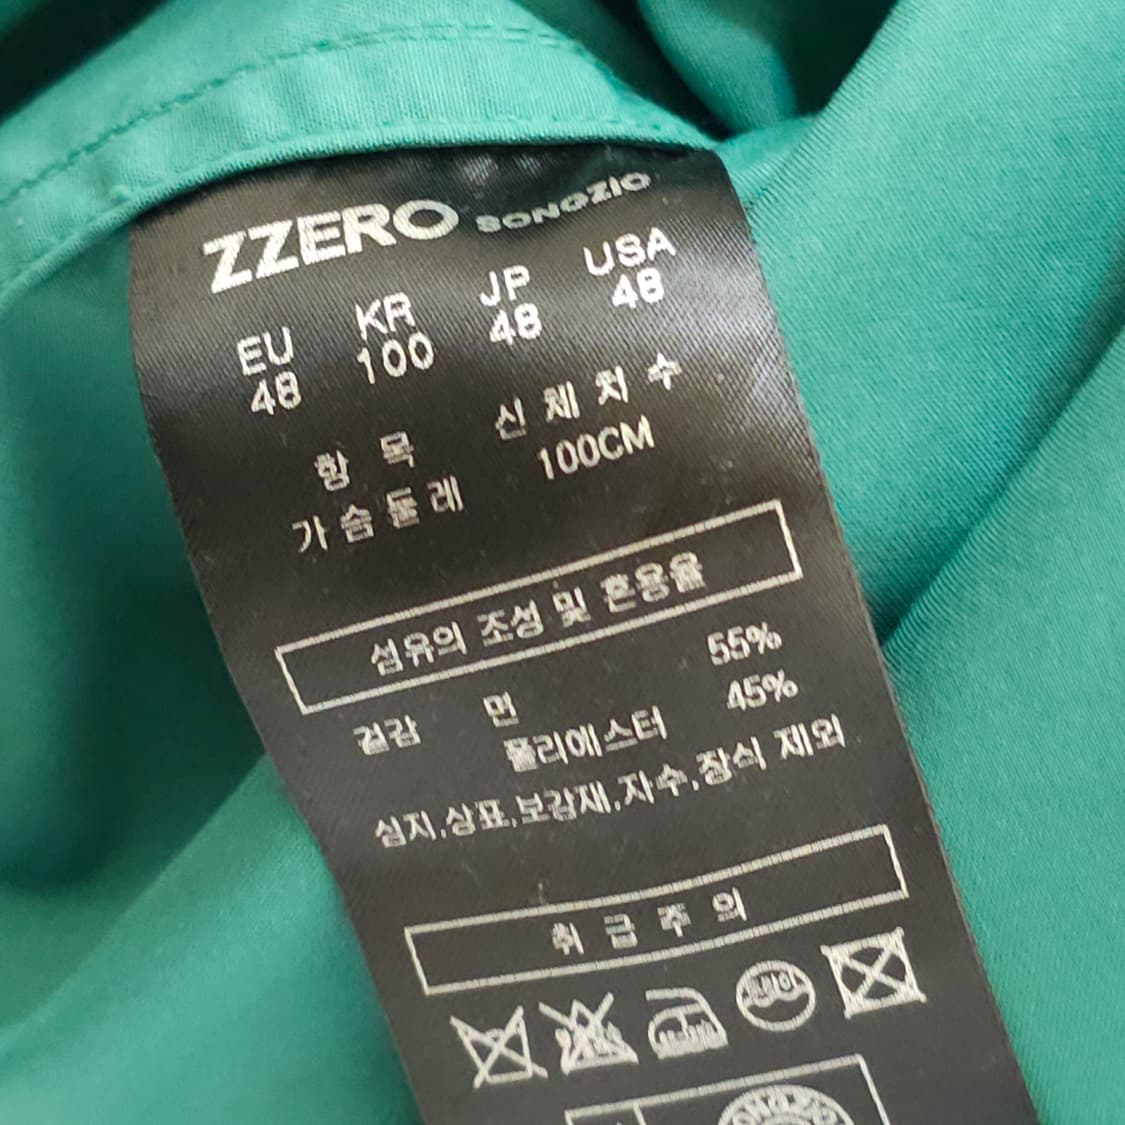 ZZERO SONGZIO
EU KR JP USA
48 100 48 48
항 목 신 체 치 수
가 슴 둘 레 100CM
섬유의 조성 및 혼용율
겉감 면 55%
폴리에스터 45%
심지,상표,보강재,자수,장식 제외
취 급 주 의